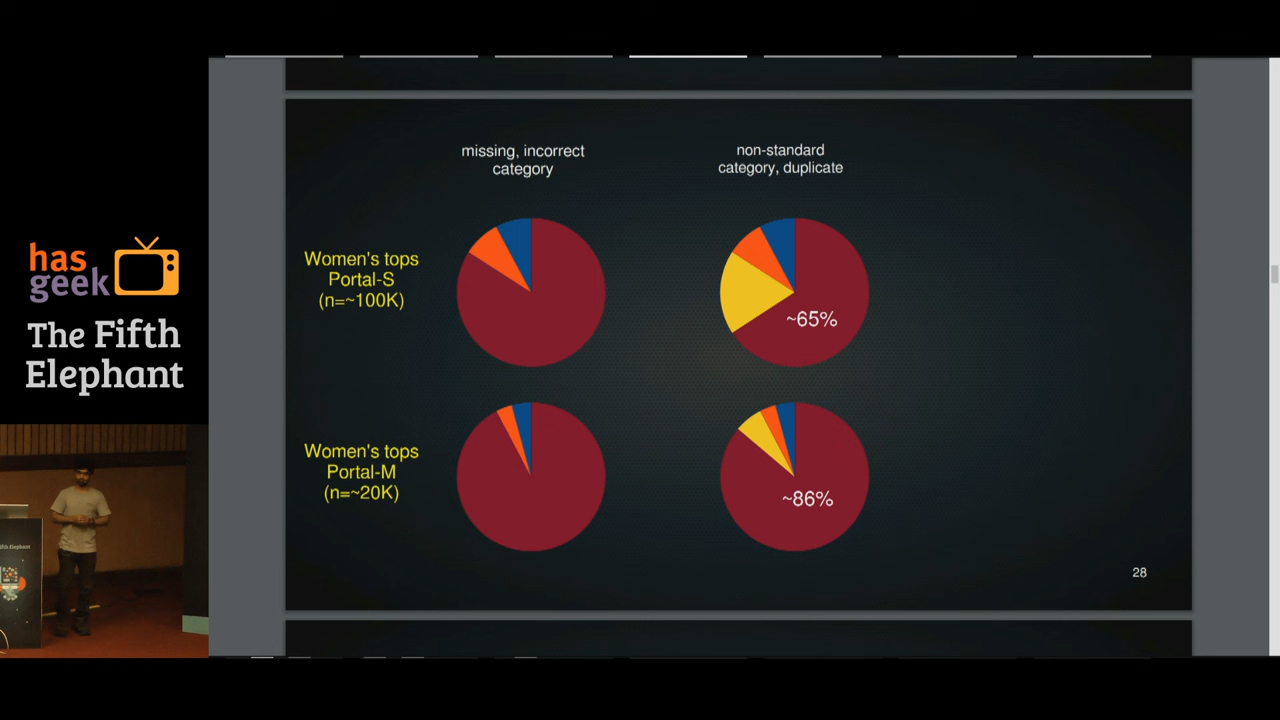 has
geek
The Fifth
Elephant
missing, incorrect
category
non-standard
category, duplicate
Women's tops
Portal-S
(n=~100K)
~65%
Women's tops
Portal-M
(n=~20K)
~86%
28